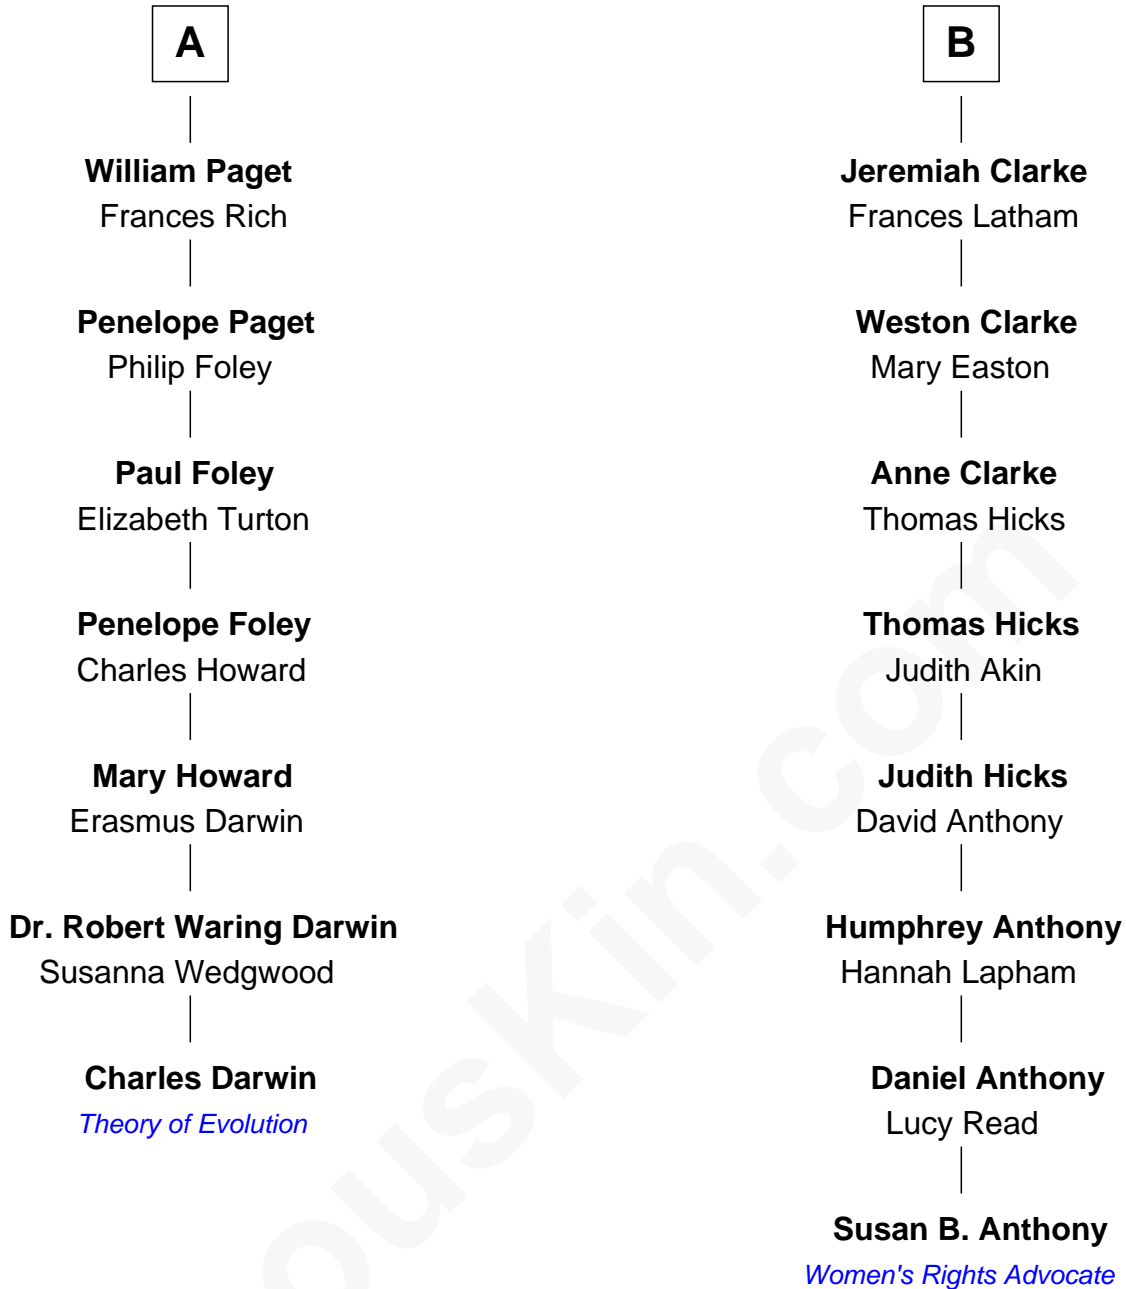 A
William Paget
Frances Rich
Penelope Paget
Philip Foley
Paul Foley
Elizabeth Turton
Penelope Foley
Charles Howard
Mary Howard
Erasmus Darwin
Dr. Robert Waring Darwin
Susanna Wedgwood
Charles Darwin
Theory of Evolution
B
Jeremiah Clarke
Frances Latham
Weston Clarke
Mary Easton
Anne Clarke
Thomas Hicks
Thomas Hicks
Judith Akin
Judith Hicks
David Anthony
Humphrey Anthony
Hannah Lapham
Daniel Anthony
Lucy Read
Susan B. Anthony
Women's Rights Advocate
ouskin.com